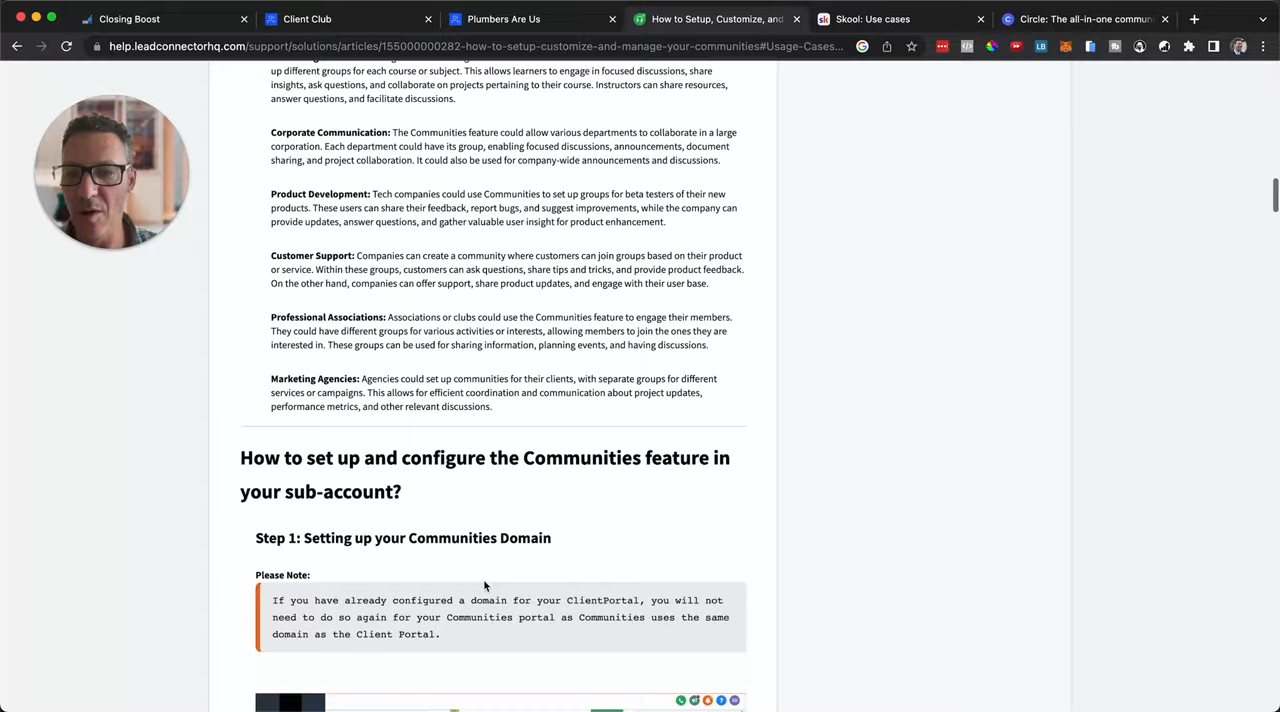 Closing Boost
Client Club
Plumbers Are Us
How to Setup, Customize, and
Skool: Use cases
Circle: The all-in-one commun
help.leadconnectorhq.com/support/solutions/articles/155000000282-how-to-setup-customize-and-manage-your-communities#Usage-Cases...
up different groups for each course or subject. This allows learners to engage in focused discussions, share
insights, ask questions, and collaborate on projects pertaining to their course. Instructors can share resources,
answer questions, and facilitate discussions.
Corporate Communication: The Communities feature could allow various departments to collaborate in a large
corporation. Each department could have its group, enabling focused discussions, announcements, document
sharing, and project collaboration. It could also be used for company-wide announcements and discussions.
Product Development: Tech companies could use Communities to set up groups for beta testers of their new
products. These users can share their feedback, report bugs, and suggest improvements, while the company can
provide updates, answer questions, and gather valuable user insight for product enhancement.
Customer Support: Companies can create a community where customers can join groups based on their product
or service. Within these groups, customers can ask questions, share tips and tricks, and provide product feedback.
On the other hand, companies can offer support, share product updates, and engage with their user base.
Professional Associations: Associations or clubs could use the Communities feature to engage their members.
They could have different groups for various activities or interests, allowing members to join the ones they are
interested in. These groups can be used for sharing information, planning events, and having discussions.
Marketing Agencies: Agencies could set up communities for their clients, with separate groups for different
services or campaigns. This allows for efficient coordination and communication about project updates,
performance metrics, and other relevant discussions.
How to set up and configure the Communities feature in
your sub-account?
Step 1: Setting up your Communities Domain
Please Note:
If you have already configured a domain for your ClientPortal, you will not
need to do so again for your Communities portal as Communities uses the same
domain as the Client Portal.